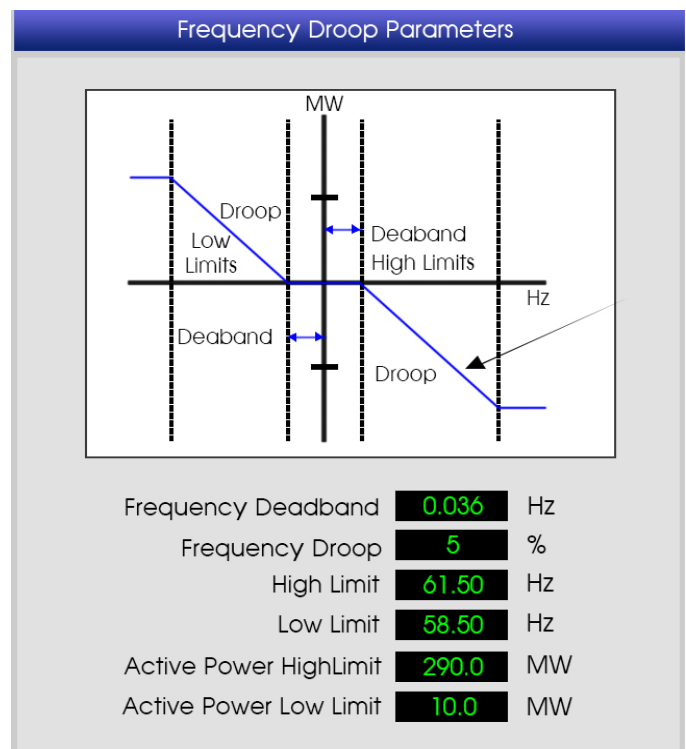 Frequency Droop Parameters
MW
Droop
Low
Limits
Deaband
High Limits
Hz
Deaband
Droop
Frequency Deadband 0.036 Hz
Frequency Droop 5 %
High Limit 61.50 Hz
Low Limit 58.50 Hz
Active Power HighLimit 290.0 MW
Active Power Low Limit 10.0 MW